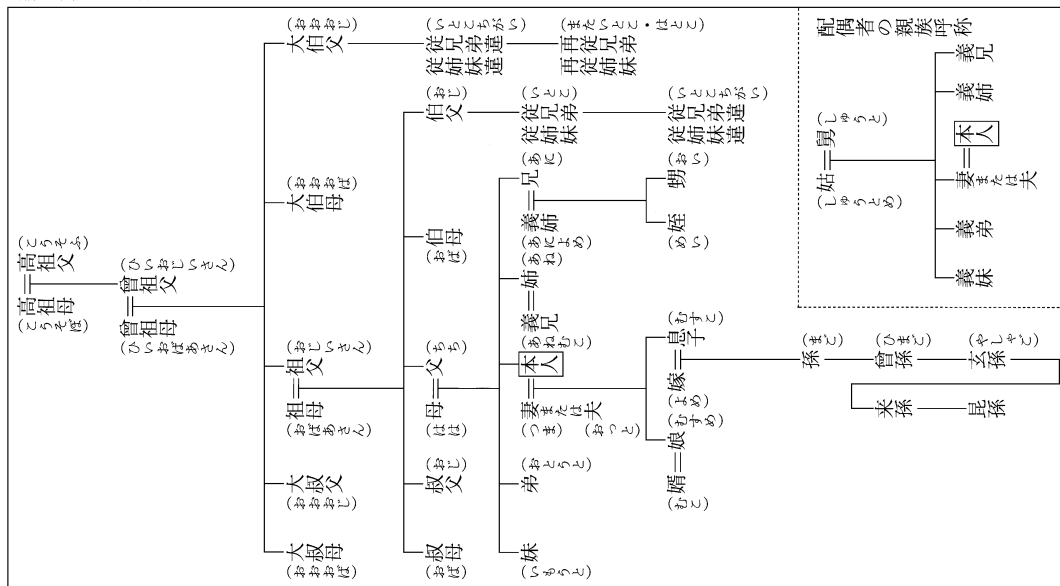 (こうそふ)
高祖父
高祖母
(こうそぼ)
(ひいおじいさん)
曾祖父
曾祖母
(ひいおばあさん)
(おおおじ)
大伯父
(おおおば)
大伯母
(おじいさん)
祖父
祖母
(おばあさん)
大叔父
(おおおじ)
大叔母
(おおおば)
(いとこちがい)
従兄弟違
従姉妹違
(またいとこ・はとこ)
再従兄弟
再従姉妹
(おじ)
伯父
伯母
(おば)
(ちち)
父
母
(はは)
(おじ)
叔父
叔母
(おば)
(いとこ)
従兄弟
従姉妹
(いとこちがい)
従兄弟違
従姉妹違
(あに)
兄
義姉
(あによめ)
(あね)
姉
義兄
(あねむこ)
本人
妻または夫
(つま)
(おっと)
(おとうと)
弟
妹
(いもうと)
(おい)
甥
姪
(めい)
(むすこ)
息子
嫁
(よめ)
(むすめ)
娘
婿
(むこ)
(まご)
孫
(ひまご)
曾孫
(やしゃご)
玄孫
来孫
昆孫
配偶者の親族呼称
(しゅうと)
舅
姑
(しゅうとめ)
義兄
義姉
本人
妻または夫
義弟
義妹